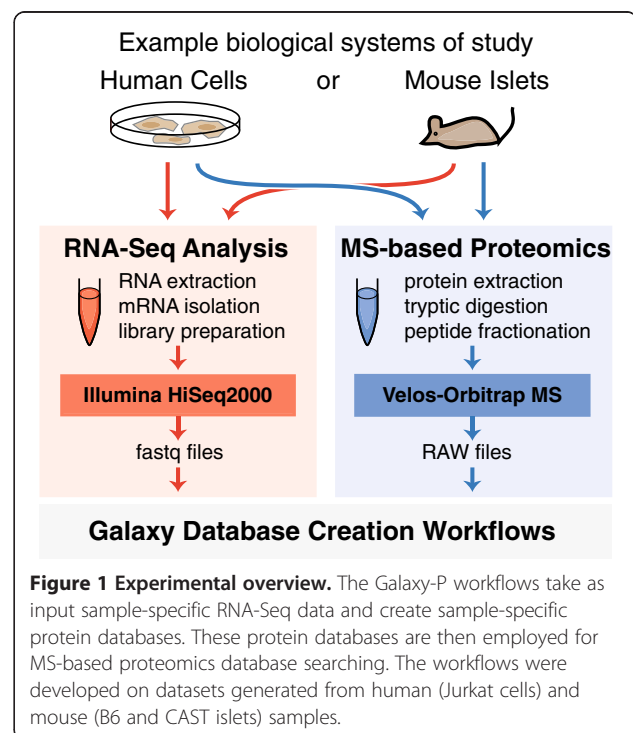 Example biological systems of study
Human Cells or Mouse Islets
RNA-Seq Analysis
RNA extraction
mRNA isolation
library preparation
Illumina HiSeq2000
fastq files
MS-based Proteomics
protein extraction
tryptic digestion
peptide fractionation
Velos-Orbitrap MS
RAW files
Galaxy Database Creation Workflows
Figure 1 Experimental overview. The Galaxy-P workflows take as
input sample-specific RNA-Seq data and create sample-specific
protein databases. These protein databases are then employed for
MS-based proteomics database searching. The workflows were
developed on datasets generated from human (Jurkat cells) and
mouse (B6 and CAST islets) samples.